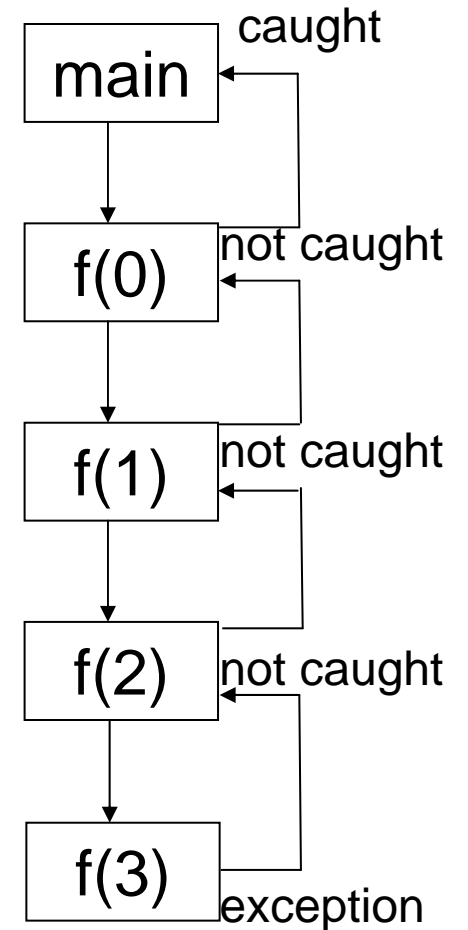 caught
main
not caught
f(0)
not caught
f(1)
not caught
f(2)
f(3)
exception